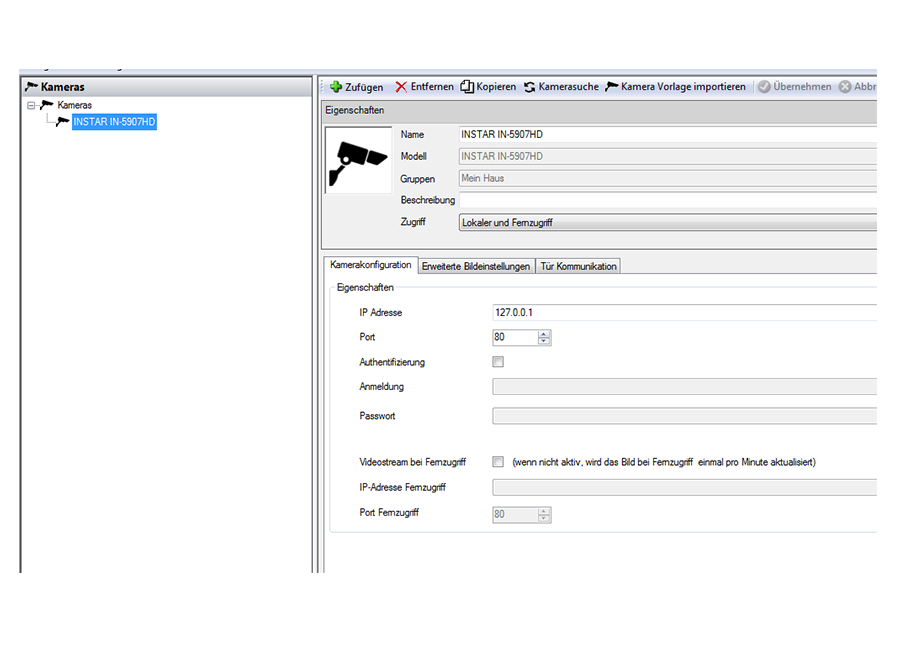 Kameras
Zufügen Entfernen Kopieren Kamerasuche Kamera Vorlage importieren Übernehmen Abbr
Kameras
INSTAR IN-5907HD
Eigenschaften
Name INSTAR IN-5907HD
Modell INSTAR IN-5907HD
Gruppen Mein Haus
Beschreibung
Zugriff Lokaler und Fernzugriff
Kamerakonfiguration Erweiterte Bildeinstellungen Tür Kommunikation
Eigenschaften
IP Adresse 127.0.0.1
Port 80
Authentifizierung
Anmeldung
Passwort
Videostream bei Fernzugriff (wenn nicht aktiv, wird das Bild bei Fernzugriff einmal pro Minute aktualisiert)
IP-Adresse Fernzugriff
Port Fernzugriff 80